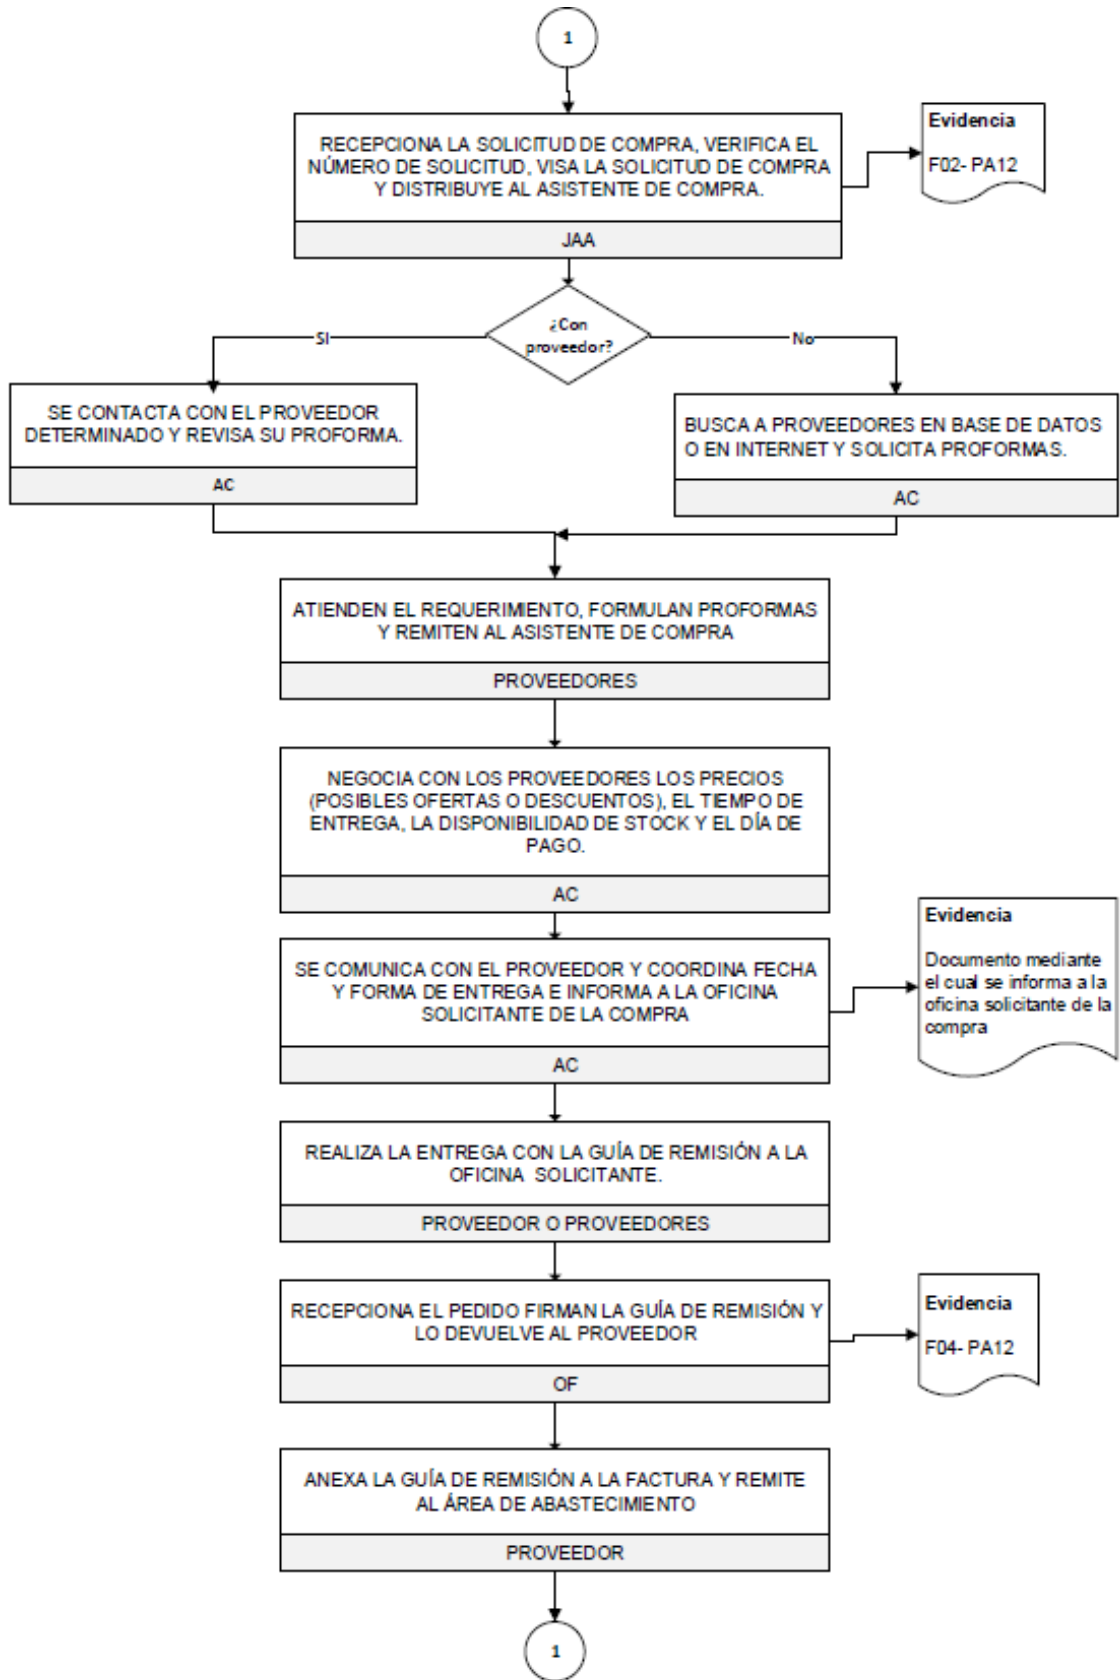 1
RECEPCIONA LA SOLICITUD DE COMPRA, VERIFICA EL
NÚMERO DE SOLICITUD, VISA LA SOLICITUD DE COMPRA
Y DISTRIBUYE AL ASISTENTE DE COMPRA.
JAA
Evidencia
F02- PA12
¿Con
proveedor?
SI
No
SE CONTACTA CON EL PROVEEDOR
DETERMINADO Y REVISA SU PROFORMA.
AC
BUSCA A PROVEEDORES EN BASE DE DATOS
O EN INTERNET Y SOLICITA PROFORMAS.
AC
ATIENDEN EL REQUERIMIENTO, FORMULAN PROFORMAS
Y REMITEN AL ASISTENTE DE COMPRA
PROVEEDORES
NEGOCIA CON LOS PROVEEDORES LOS PRECIOS
(POSIBLES OFERTAS O DESCUENTOS), EL TIEMPO DE
ENTREGA, LA DISPONIBILIDAD DE STOCK Y EL DÍA DE
PAGO.
AC
SE COMUNICA CON EL PROVEEDOR Y COORDINA FECHA
Y FORMA DE ENTREGA E INFORMA A LA OFICINA
SOLICITANTE DE LA COMPRA
AC
Evidencia
Documento mediante
el cual se informa a la
oficina solicitante de la
compra
REALIZA LA ENTREGA CON LA GUÍA DE REMISIÓN A LA
OFICINA SOLICITANTE.
PROVEEDOR O PROVEEDORES
RECEPCIONA EL PEDIDO FIRMAN LA GUÍA DE REMISIÓN Y
LO DEVUELVE AL PROVEEDOR
OF
Evidencia
F04- PA12
ANEXA LA GUÍA DE REMISIÓN A LA FACTURA Y REMITE
AL ÁREA DE ABASTECIMIENTO
PROVEEDOR
1